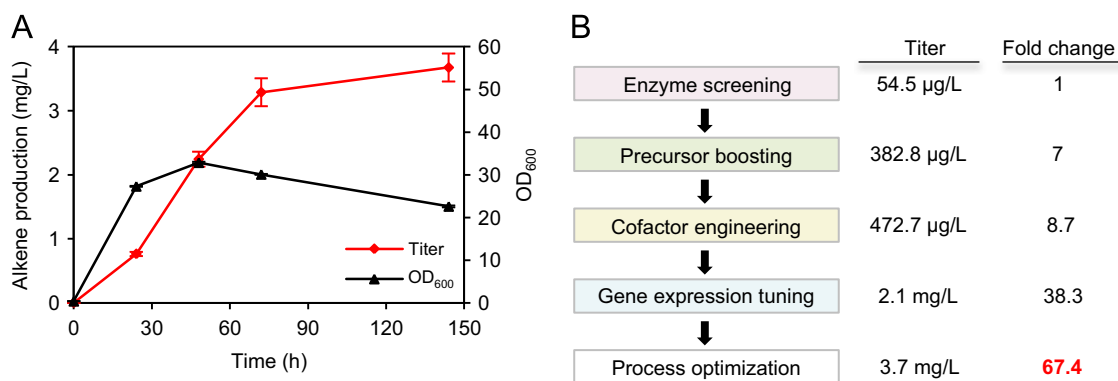 A
Alkene production (mg/L)
4
3
2
1
0
60
50
40
30
20
10
0
OD600
Titer
OD600
0
30
60
90
120
150
Time (h)
B
Titer
Fold change
Enzyme screening
54.5 µg/L
1
Precursor boosting
382.8 µg/L
7
Cofactor engineering
472.7 µg/L
8.7
Gene expression tuning
2.1 mg/L
38.3
Process optimization
3.7 mg/L
67.4